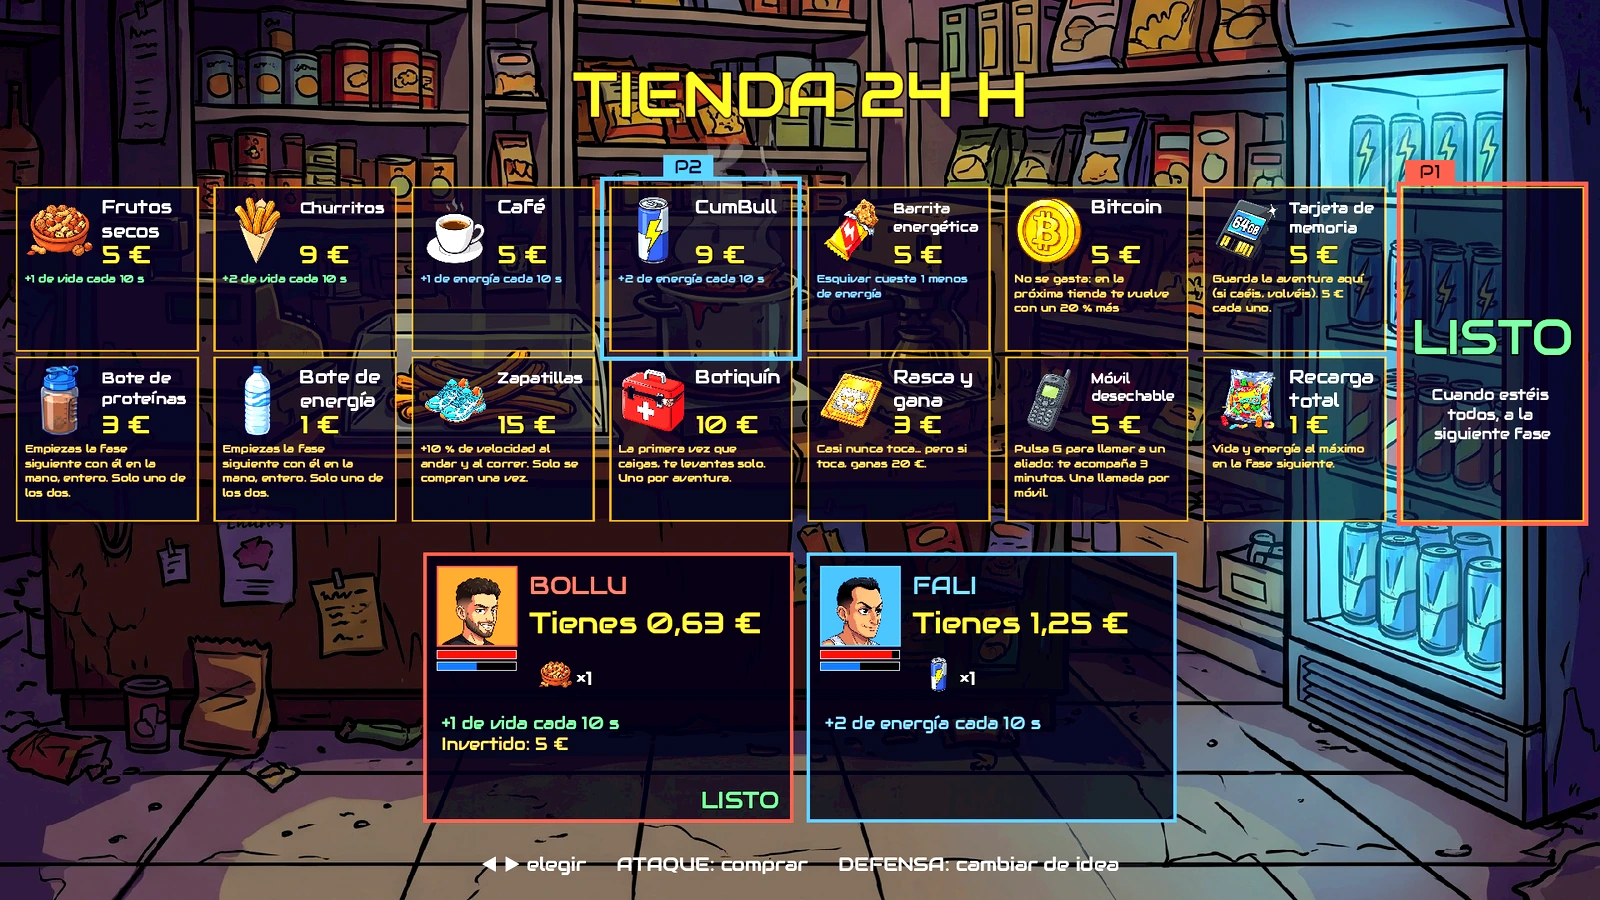 TIENDA 24 H
P2
P1
Frutos
secos
5 €
+1 de vida cada 10 s
Churritos
9 €
+2 de vida cada 10 s
Café
5 €
+1 de energía cada 10 s
CumBull
9 €
+2 de energía cada 10 s
Barrita
energética
5 €
Esquivar cuesta 1 menos
de energía
Bitcoin
5 €
No se gasta: en la
próxima tienda te vuelve
con un 20 % más
64GB
Tarjeta de
memoria
5 €
Guarda la aventura aquí
(si caéis, volvéis). 5 €
cada uno.
LISTO
Cuando estéis
todos, a la
siguiente fase
Bote de
proteínas
3 €
Empiezas la fase
siguiente con él en la
mano, entero. Solo uno de
los dos.
Bote de
energía
1 €
Empiezas la fase
siguiente con él en la
mano, entero. Solo uno de
los dos.
Zapatillas
15 €
+10 % de velocidad al
andar y al correr. Solo se
compran una vez.
Botiquín
10 €
La primera vez que
caigas, te levantas solo.
Uno por aventura.
Rasca y
gana
3 €
Casi nunca toca... pero si
toca, ganas 20 €.
Móvil
desechable
5 €
Pulsa G para llamar a un
aliado: te acompaña 3
minutos. Una llamada por
móvil.
Recarga
total
1 €
Vida y energía al máximo
en la fase siguiente.
BOLLU
Tienes 0,63 €
x1
+1 de vida cada 10 s
Invertido: 5 €
LISTO
FALI
Tienes 1,25 €
x1
+2 de energía cada 10 s
◀ ▶ elegir ATAQUE: comprar DEFENSA: cambiar de idea